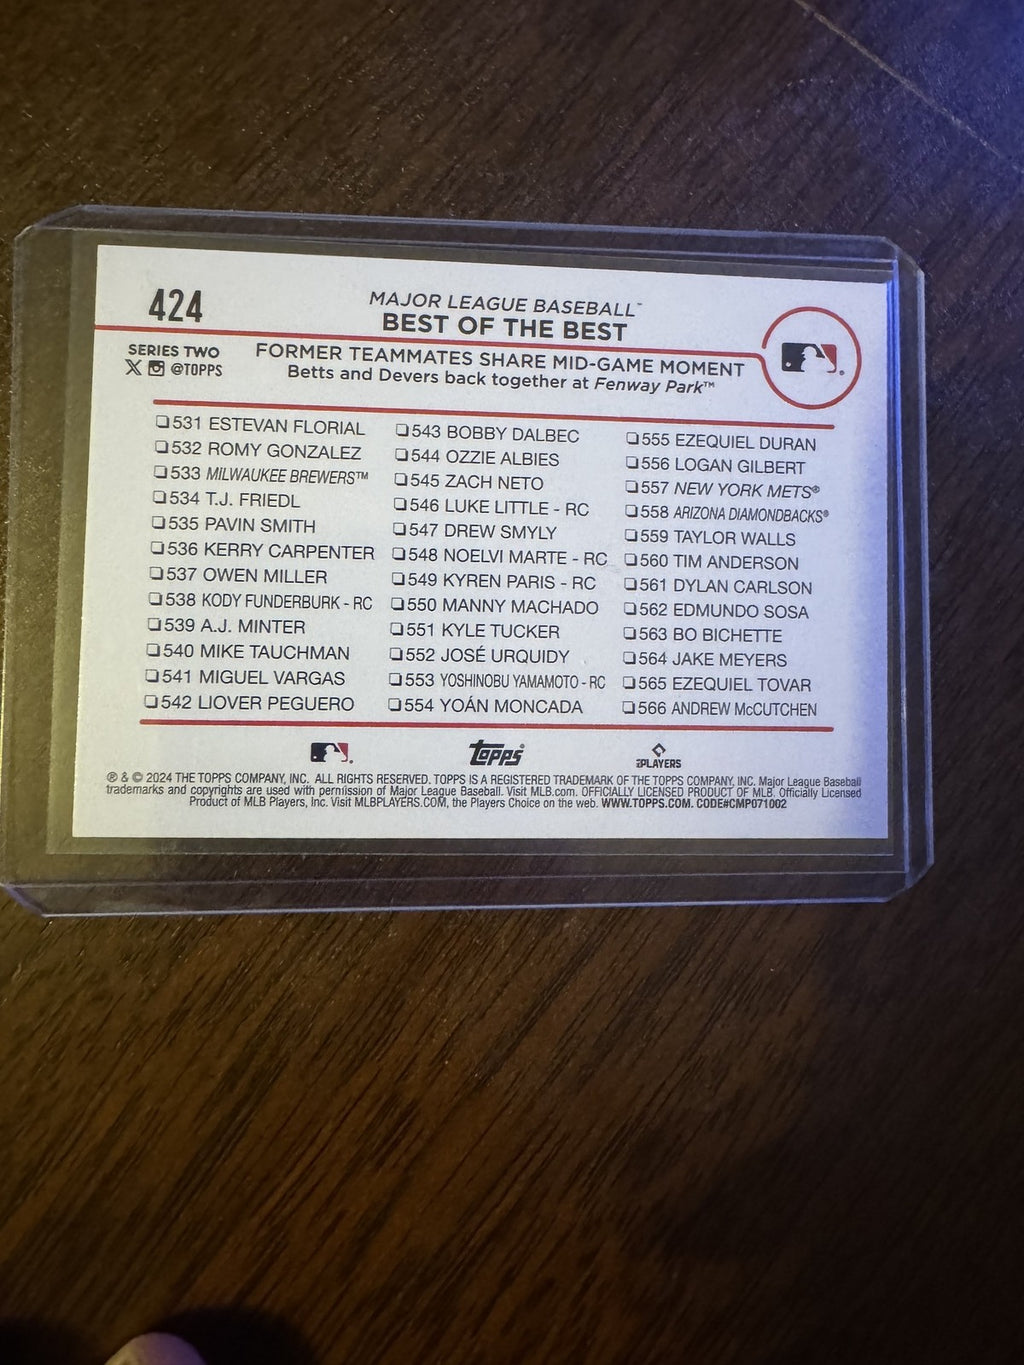 424
MAJOR LEAGUE BASEBALL™
BEST OF THE BEST
SERIES TWO
@TOPPS
FORMER TEAMMATES SHARE MID-GAME MOMENT
Betts and Devers back together at Fenway Park™
❏531 ESTEVAN FLORIAL
❏532 ROMY GONZALEZ
❏533 MILWAUKEE BREWERS™
❏534 T.J. FRIEDL
❏535 PAVIN SMITH
❏536 KERRY CARPENTER
❏537 OWEN MILLER
❏538 KODY FUNDERBURK - RC
❏539 A.J. MINTER
❏540 MIKE TAUCHMAN
❏541 MIGUEL VARGAS
❏542 LIOVER PEGUERO
❏543 BOBBY DALBEC
❏544 OZZIE ALBIES
❏545 ZACH NETO
❏546 LUKE LITTLE - RC
❏547 DREW SMYLY
❏548 NOELVI MARTE - RC
❏549 KYREN PARIS - RC
❏550 MANNY MACHADO
❏551 KYLE TUCKER
❏552 JOSÉ URQUIDY
❏553 YOSHINOBU YAMAMOTO - RC
❏554 YOÁN MONCADA
❏555 EZEQUIEL DURAN
❏556 LOGAN GILBERT
❏557 NEW YORK METS®
❏558 ARIZONA DIAMONDBACKS®
❏559 TAYLOR WALLS
❏560 TIM ANDERSON
❏561 DYLAN CARLSON
❏562 EDMUNDO SOSA
❏563 BO BICHETTE
❏564 JAKE MEYERS
❏565 EZEQUIEL TOVAR
❏566 ANDREW McCUTCHEN
Topps
PLAYERS
℗ & © 2024 THE TOPPS COMPANY, INC. ALL RIGHTS RESERVED. TOPPS IS A REGISTERED TRADEMARK OF THE TOPPS COMPANY, INC. Major League Baseball
trademarks and copyrights are used with permission of Major League Baseball. Visit MLB.com. OFFICIALLY LICENSED PRODUCT OF MLB. Officially Licensed
Product of MLB Players, Inc. Visit MLBPLAYERS.COM, the Players Choice on the web. WWW.TOPPS.COM. CODE#CMP071002